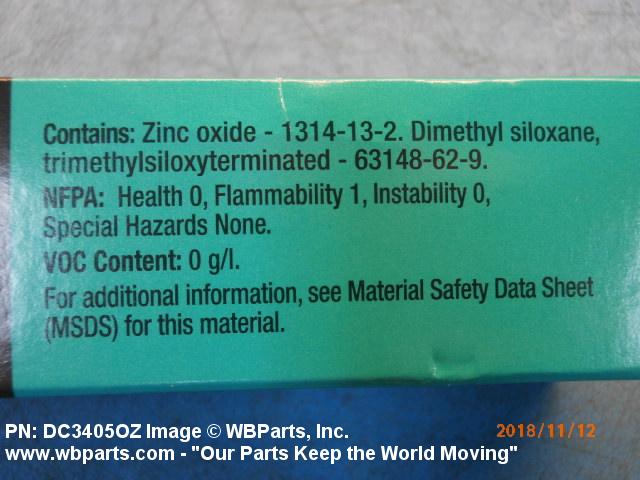 Contains: Zinc oxide - 1314-13-2. Dimethyl siloxane,
trimethylsiloxyterminated - 63148-62-9.
NFPA: Health 0, Flammability 1, Instability 0,
Special Hazards None.
VOC Content: 0 g/l.
For additional information, see Material Safety Data Sheet
(MSDS) for this material.
PN: DC3405OZ Image © WBParts, Inc.
2018/11/12
www.wbparts.com - "Our Parts Keep the World Moving"